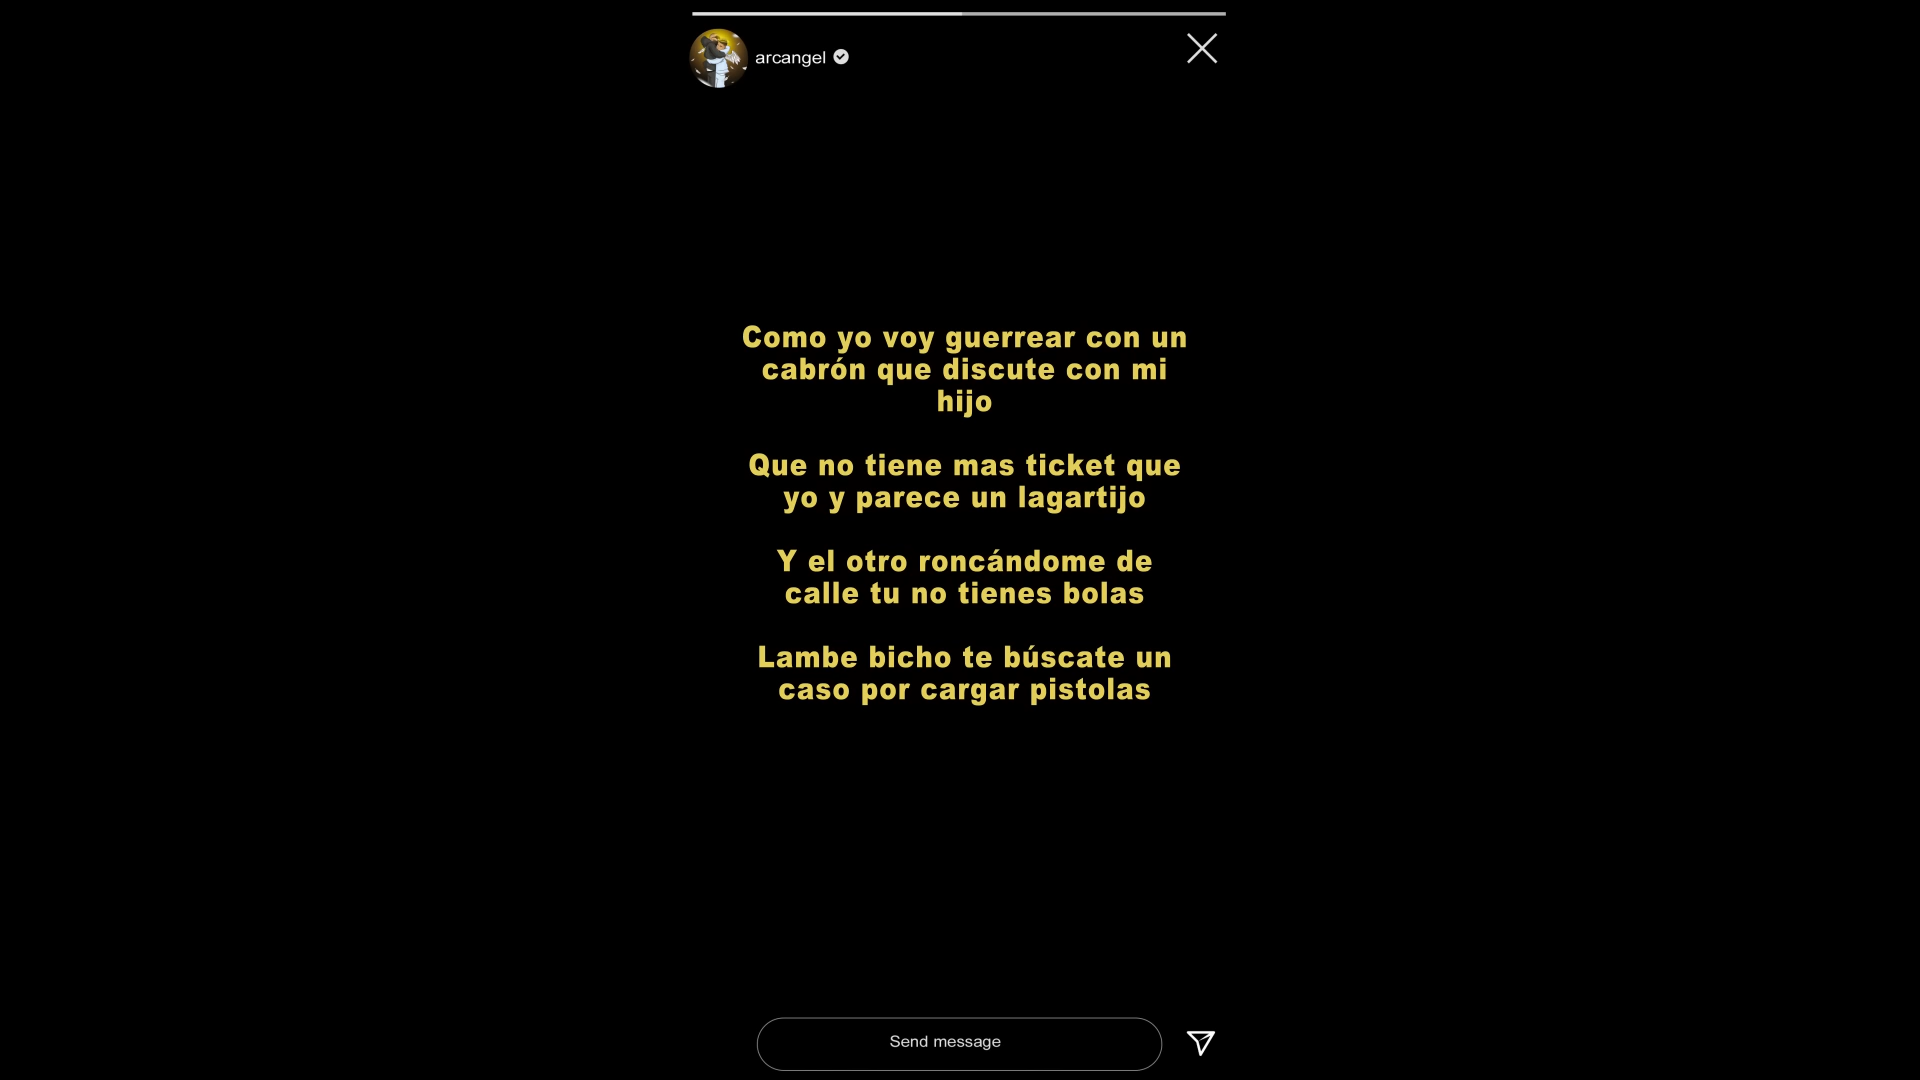 arcangel
Como yo voy guerrear con un
cabrón que discute con mi
hijo
Que no tiene mas ticket que
yo y parece un lagartijo
Y el otro roncándome de
calle tu no tienes bolas
Lambe bicho te búscate un
caso por cargar pistolas
Send message